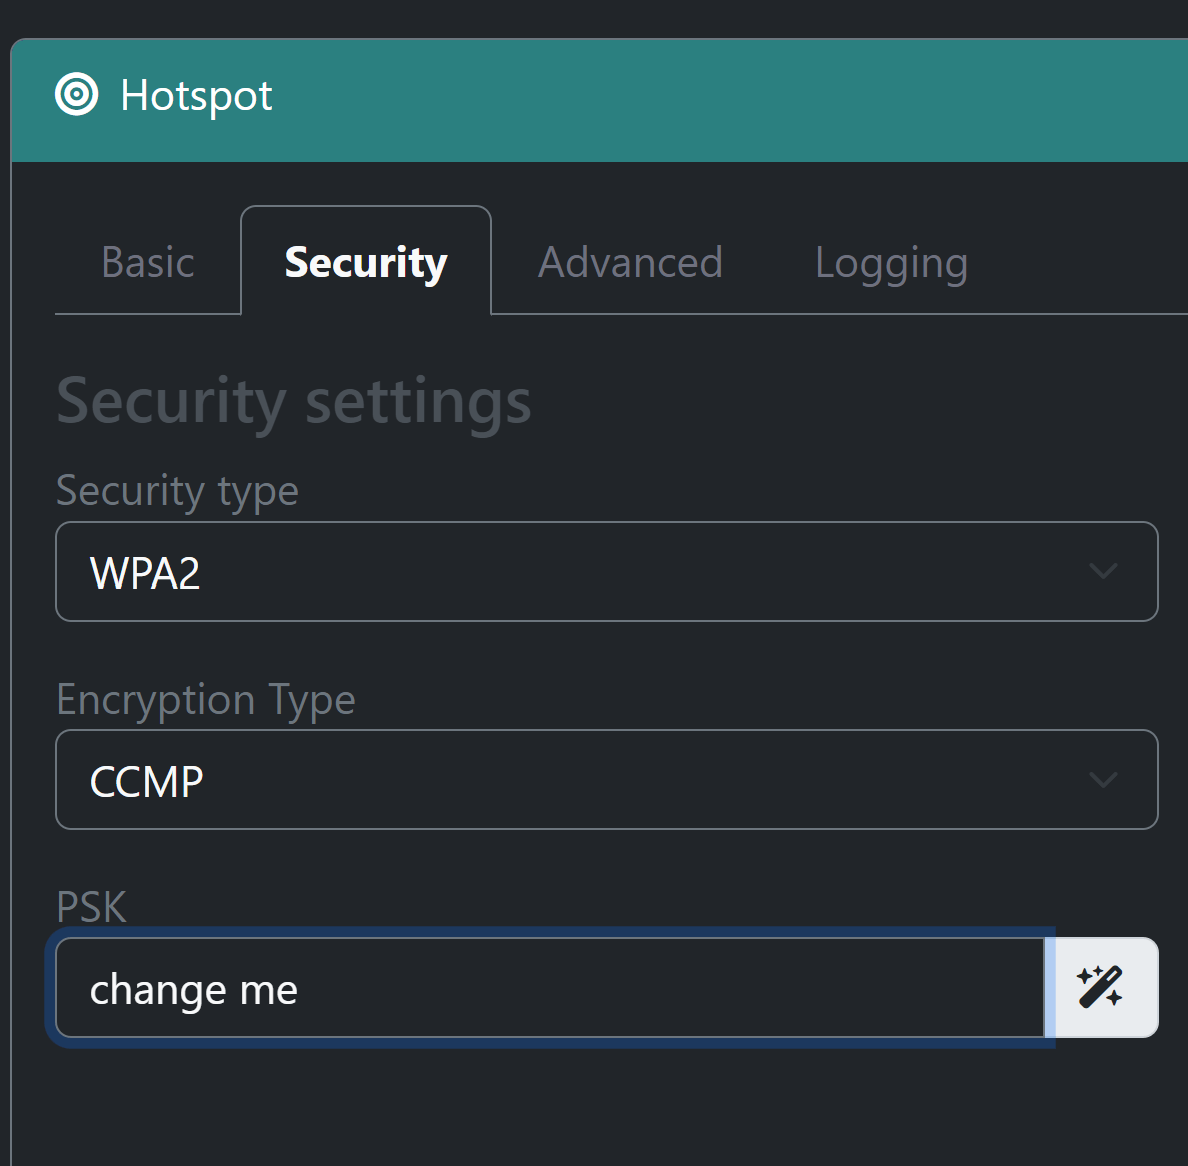 Hotspot
Basic Security Advanced Logging
Security settings
Security type
WPA2
Encryption Type
CCMP
PSK
change me